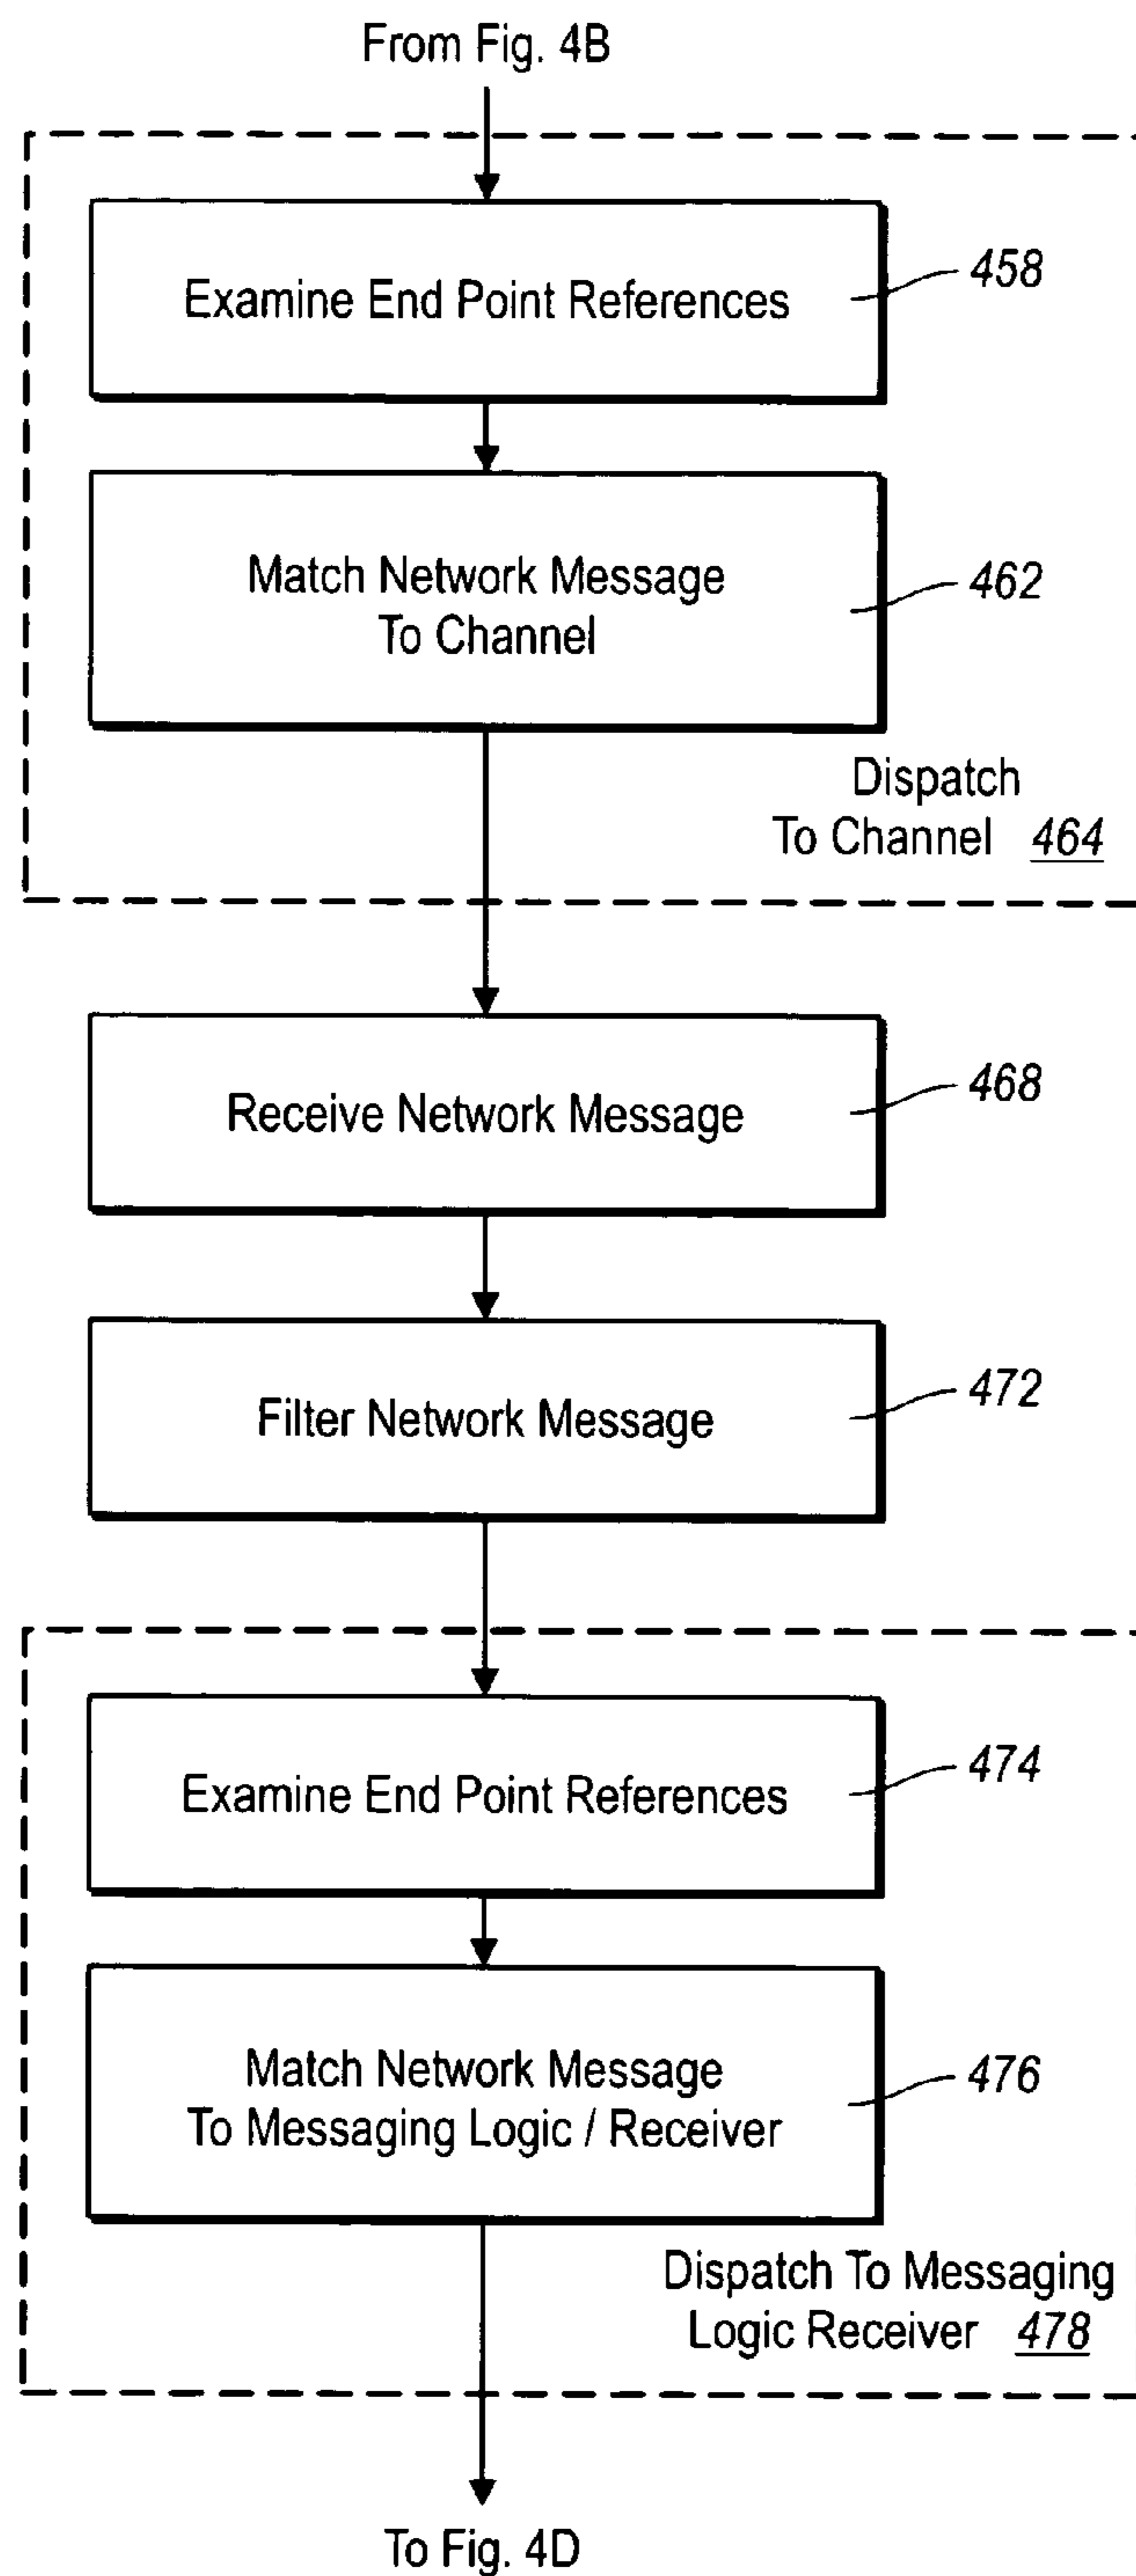 From Fig. 4B
Examine End Point References
458
Match Network Message
To Channel
462
Dispatch
To Channel 464
Receive Network Message
468
Filter Network Message
472
Examine End Point References
474
Match Network Message
To Messaging Logic / Receiver
476
Dispatch To Messaging
Logic Receiver 478
To Fig. 4D